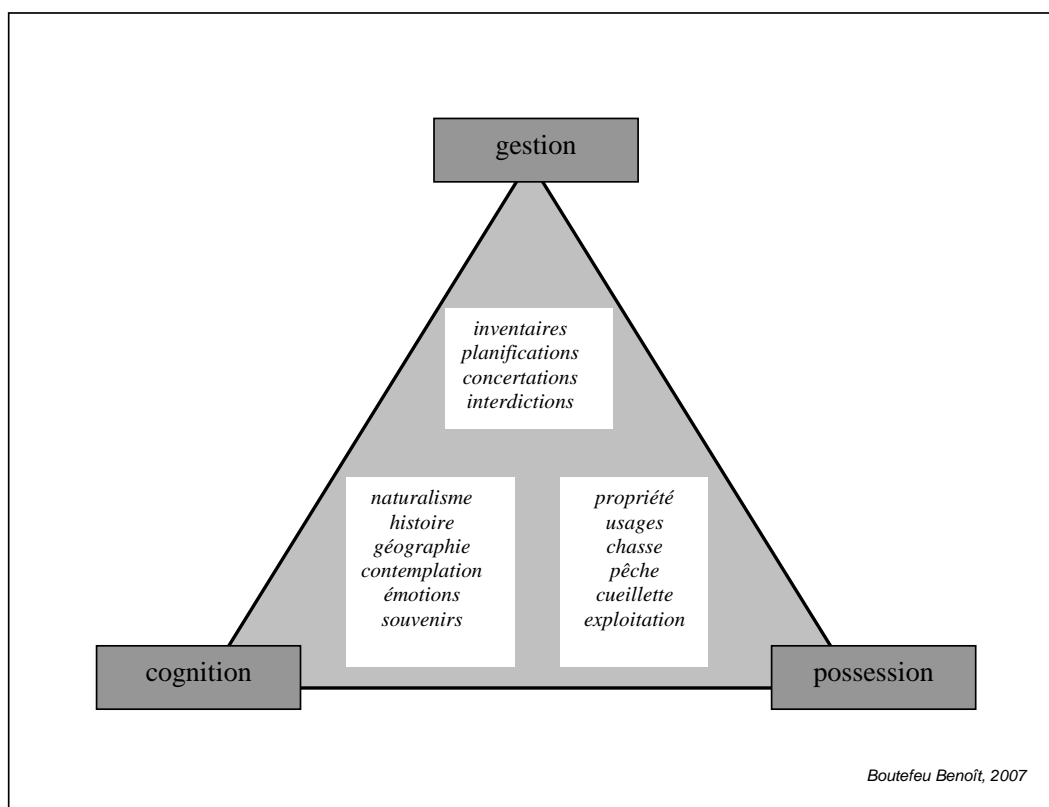 gestion
inventaires
planifications
concertations
interdictions
naturalisme
histoire
géographie
contemplation
émotions
souvenirs
propriété
usages
chasse
pêche
cueillette
exploitation
cognition
possession
Boutefeu Benoît, 2007